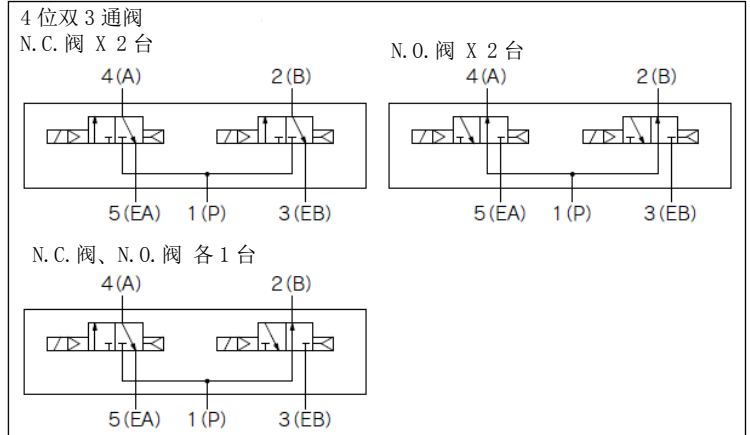 4位双3通阀
N.C.阀 X 2台
4(A) 2(B)
5(EA) 1(P) 3(EB)
N.O.阀 X 2台
4(A) 2(B)
5(EA) 1(P) 3(EB)
N.C.阀、N.O.阀 各1台
4(A) 2(B)
5(EA) 1(P) 3(EB)